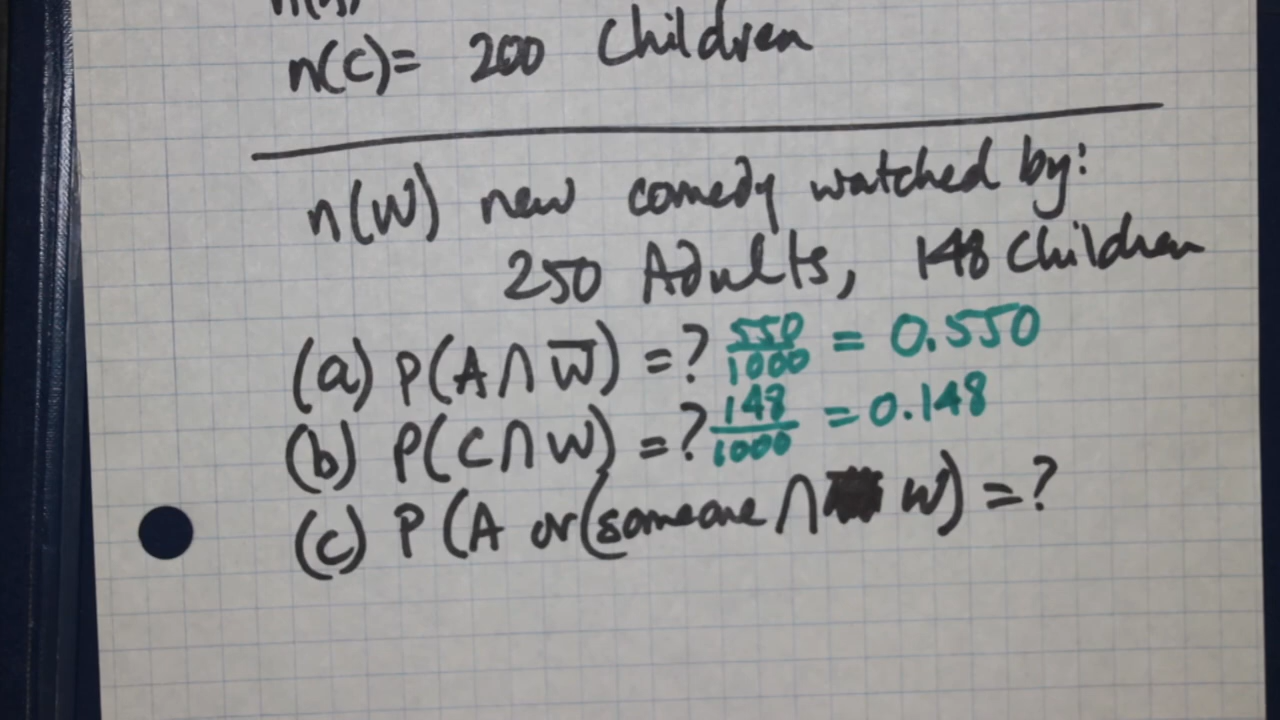 n(C)= 200 Children
n(W) new comedy watched by:
250 Adults, 148 Children
(a) P(A∩W̅) =? 550/1000 = 0.550
(b) P(C∩W) =? 148/1000 = 0.148
(c) P(A or (someone ∩ W) =?